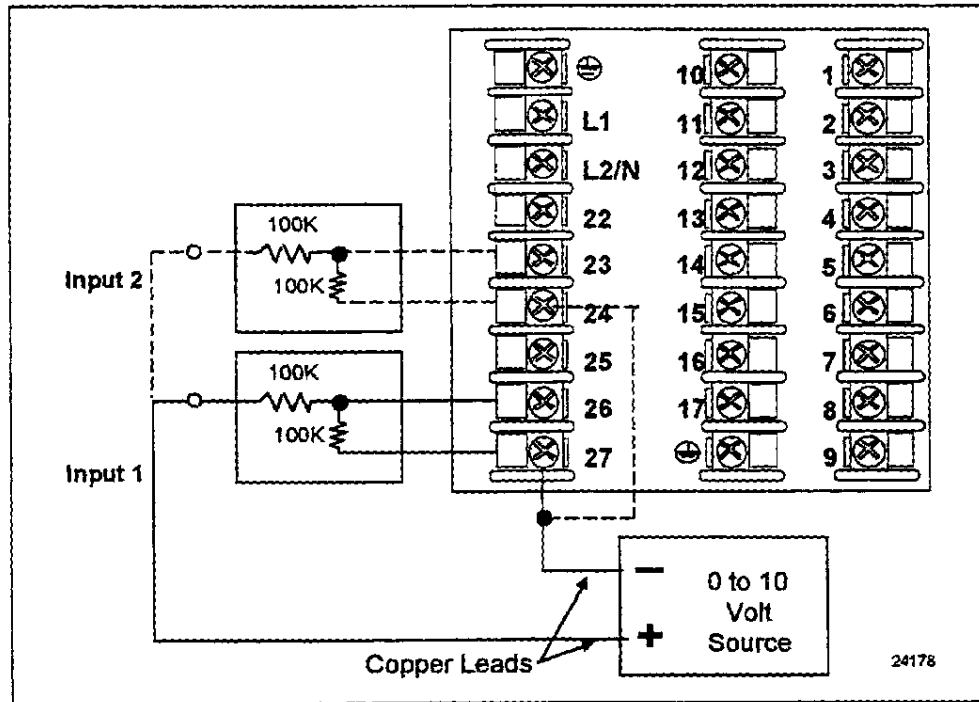 10 1
L1 11 2
L2/N 12 3
22 13 4
100K
23 14 5
Input 2
100K
24 15 6
25 16 7
100K
26 17 8
100K
27 9
Input 1
− 0 to 10
Volt
+ Source
Copper Leads
24178